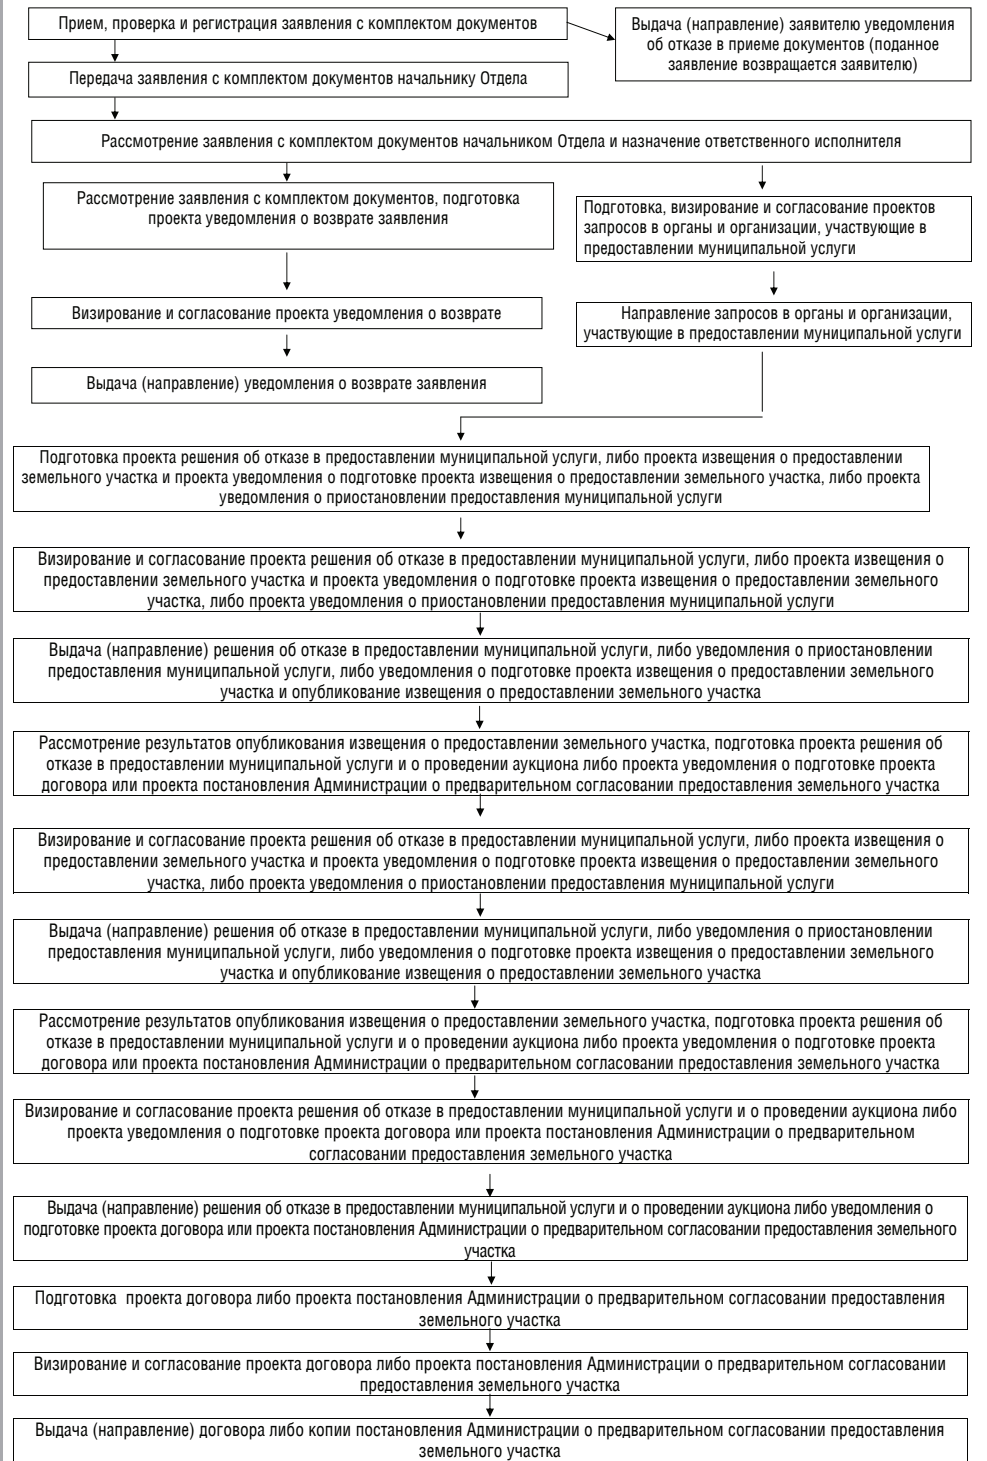 Прием, проверка и регистрация заявления с комплектом документов
Выдача (направление) заявителю уведомления
об отказе в приеме документов (поданное
заявление возвращается заявителю)
Передача заявления с комплектом документов начальнику Отдела
Рассмотрение заявления с комплектом документов начальником Отдела и назначение ответственного исполнителя
Рассмотрение заявления с комплектом документов, подготовка
проекта уведомления о возврате заявления
Подготовка, визирование и согласование проектов
запросов в органы и организации, участвующие в
предоставлении муниципальной услуги
Визирование и согласование проекта уведомления о возврате
Направление запросов в органы и организации,
участвующие в предоставлении муниципальной услуги
Выдача (направление) уведомления о возврате заявления
Подготовка проекта решения об отказе в предоставлении муниципальной услуги, либо проекта извещения о предоставлении
земельного участка и проекта уведомления о подготовке проекта извещения о предоставлении земельного участка, либо проекта
уведомления о приостановлении предоставления муниципальной услуги
Визирование и согласование проекта решения об отказе в предоставлении муниципальной услуги, либо проекта извещения о
предоставлении земельного участка и проекта уведомления о подготовке проекта извещения о предоставлении земельного
участка, либо проекта уведомления о приостановлении предоставления муниципальной услуги
Выдача (направление) решения об отказе в предоставлении муниципальной услуги, либо уведомления о приостановлении
предоставления муниципальной услуги, либо уведомления о подготовке проекта извещения о предоставлении земельного
участка и опубликование извещения о предоставлении земельного участка
Рассмотрение результатов опубликования извещения о предоставлении земельного участка, подготовка проекта решения об
отказе в предоставлении муниципальной услуги и о проведении аукциона либо проекта уведомления о подготовке проекта
договора или проекта постановления Администрации о предварительном согласовании предоставления земельного участка
Визирование и согласование проекта решения об отказе в предоставлении муниципальной услуги, либо проекта извещения о
предоставлении земельного участка и проекта уведомления о подготовке проекта извещения о предоставлении земельного
участка, либо проекта уведомления о приостановлении предоставления муниципальной услуги
Выдача (направление) решения об отказе в предоставлении муниципальной услуги, либо уведомления о приостановлении
предоставления муниципальной услуги, либо уведомления о подготовке проекта извещения о предоставлении земельного
участка и опубликование извещения о предоставлении земельного участка
Рассмотрение результатов опубликования извещения о предоставлении земельного участка, подготовка проекта решения об
отказе в предоставлении муниципальной услуги и о проведении аукциона либо проекта уведомления о подготовке проекта
договора или проекта постановления Администрации о предварительном согласовании предоставления земельного участка
Визирование и согласование проекта решения об отказе в предоставлении муниципальной услуги и о проведении аукциона либо
проекта уведомления о подготовке проекта договора или проекта постановления Администрации о предварительном
согласовании предоставления земельного участка
Выдача (направление) решения об отказе в предоставлении муниципальной услуги и о проведении аукциона либо уведомления о
подготовке проекта договора или проекта постановления Администрации о предварительном согласовании предоставления земельного
участка
Подготовка проекта договора либо проекта постановления Администрации о предварительном согласовании предоставления
земельного участка
Визирование и согласование проекта договора либо проекта постановления Администрации о предварительном согласовании
предоставления земельного участка
Выдача (направление) договора либо копии постановления Администрации о предварительном согласовании предоставления
земельного участка